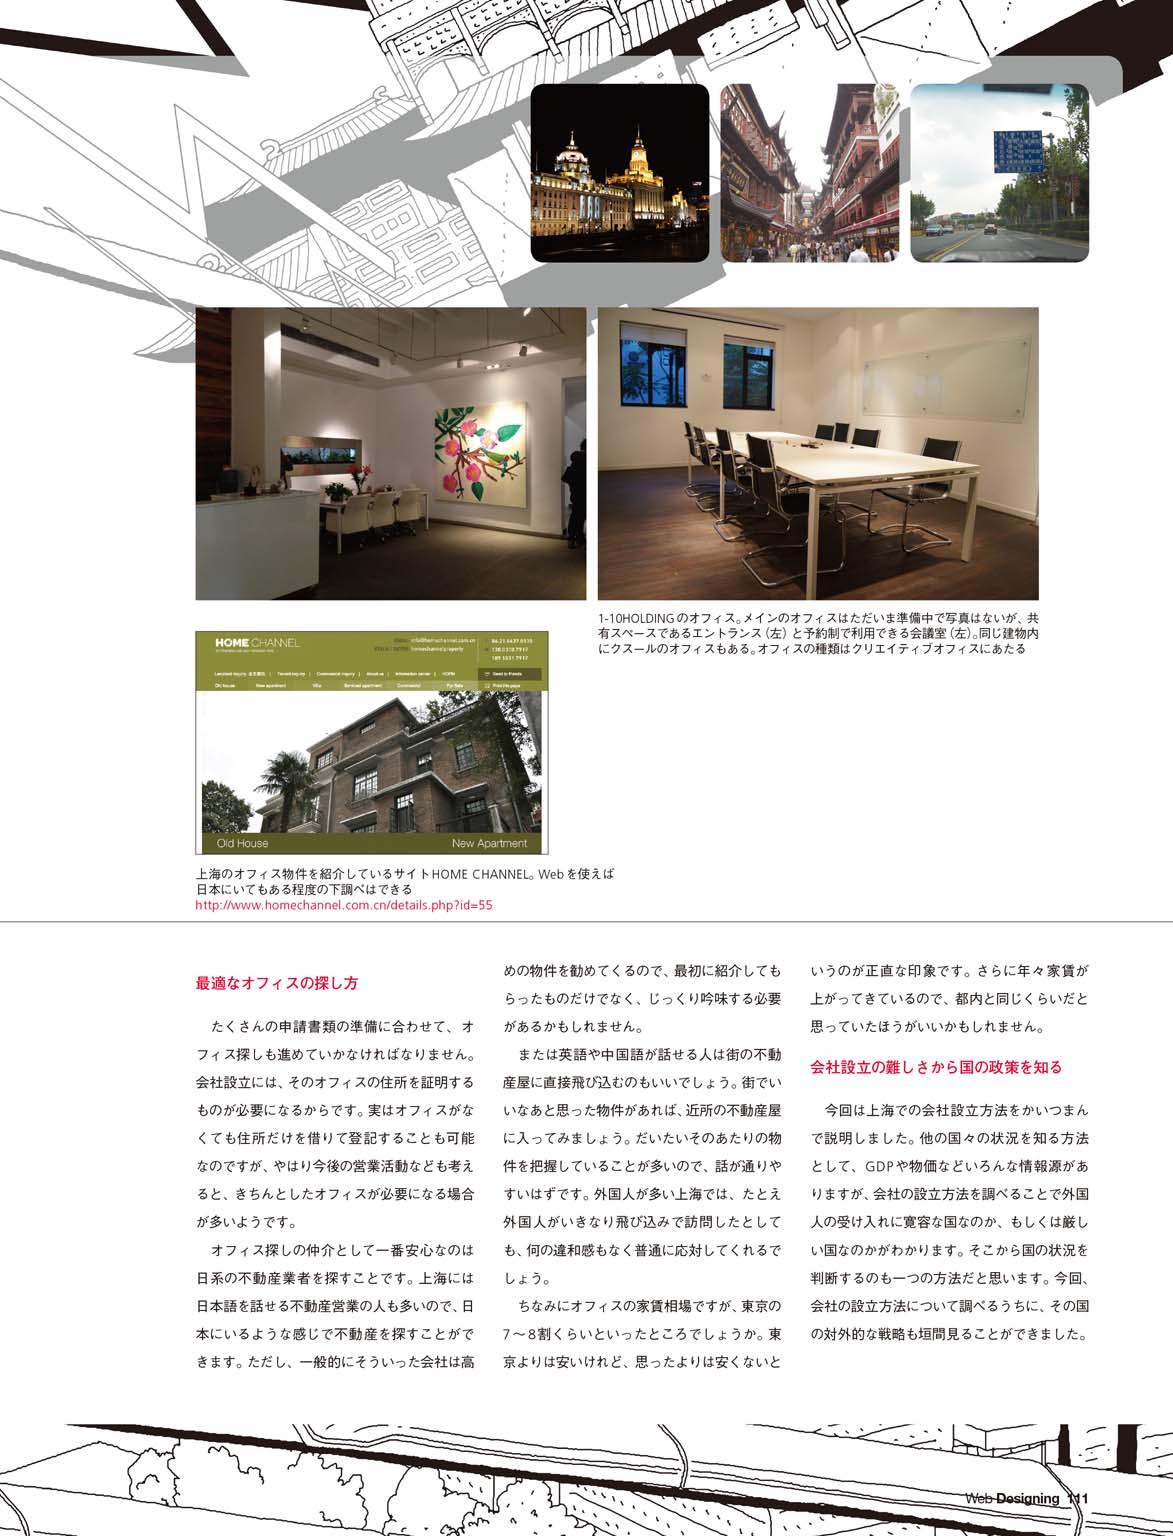 1-10HOLDINGのオフィス。メインのオフィスはただいま準備中で写真はないが、共
有スペースであるエントランス（左）と予約制で利用できる会議室（左）。同じ建物内
にクスールのオフィスもある。オフィスの種類はクリエイティブオフィスにあたる
HOME CHANNEL
info@homechannel.com.cn
homechannelproperty
86.21.5437.5535
138.0178.7917
189.1821.7917
Tenant inquiry | Commercial inquiry | About us | Information center | HOPIN
Send to friends
Old house New apartment Villa Serviced apartment Commercial For Sale
Print this page
Old House
New Apartment
上海のオフィス物件を紹介しているサイトHOME CHANNEL。Webを使えば
日本にいてもある程度の下調べはできる
http://www.homechannel.com.cn/details.php?id=55
最適なオフィスの探し方
たくさんの申請書類の準備に合わせて、オ
フィス探しも進めていかなければなりません。
会社設立には、そのオフィスの住所を証明する
ものが必要になるからです。実はオフィスがな
くても住所だけを借りて登記することも可能
なのですが、やはり今後の営業活動なども考え
ると、きちんとしたオフィスが必要になる場合
が多いようです。
オフィス探しの仲介として一番安心なのは
日系の不動産業者を探すことです。上海には
日本語を話せる不動産営業の人も多いので、日
本にいるような感じで不動産を探すことがで
きます。ただし、一般的にそういった会社は高
めの物件を勧めてくるので、最初に紹介しても
らったものだけでなく、じっくり吟味する必要
があるかもしれません。
または英語や中国語が話せる人は街の不動
産屋に直接飛び込むのもいいでしょう。街でい
いなあと思った物件があれば、近所の不動産屋
に入ってみましょう。だいたいそのあたりの物
件を把握していることが多いので、話が通りや
すいはずです。外国人が多い上海では、たとえ
外国人がいきなり飛び込みで訪問したとして
も、何の違和感もなく普通に応対してくれるで
しょう。
ちなみにオフィスの家賃相場ですが、東京の
7〜8割くらいといったところでしょうか。東
京よりは安いけれど、思ったよりは安くないと
いうのが正直な印象です。さらに年々家賃が
上がってきているので、都内と同じくらいだと
思っていたほうがいいかもしれません。
会社設立の難しさから国の政策を知る
今回は上海での会社設立方法をかいつまん
で説明しました。他の国々の状況を知る方法
として、GDPや物価などいろんな情報源があ
りますが、会社の設立方法を調べることで外国
人の受け入れに寛容な国なのか、もしくは厳し
い国なのかがわかります。そこから国の状況を
判断するのも一つの方法だと思います。今回、
会社の設立方法について調べるうちに、その国
の対外的な戦略も垣間見ることができました。
Web Designing 111